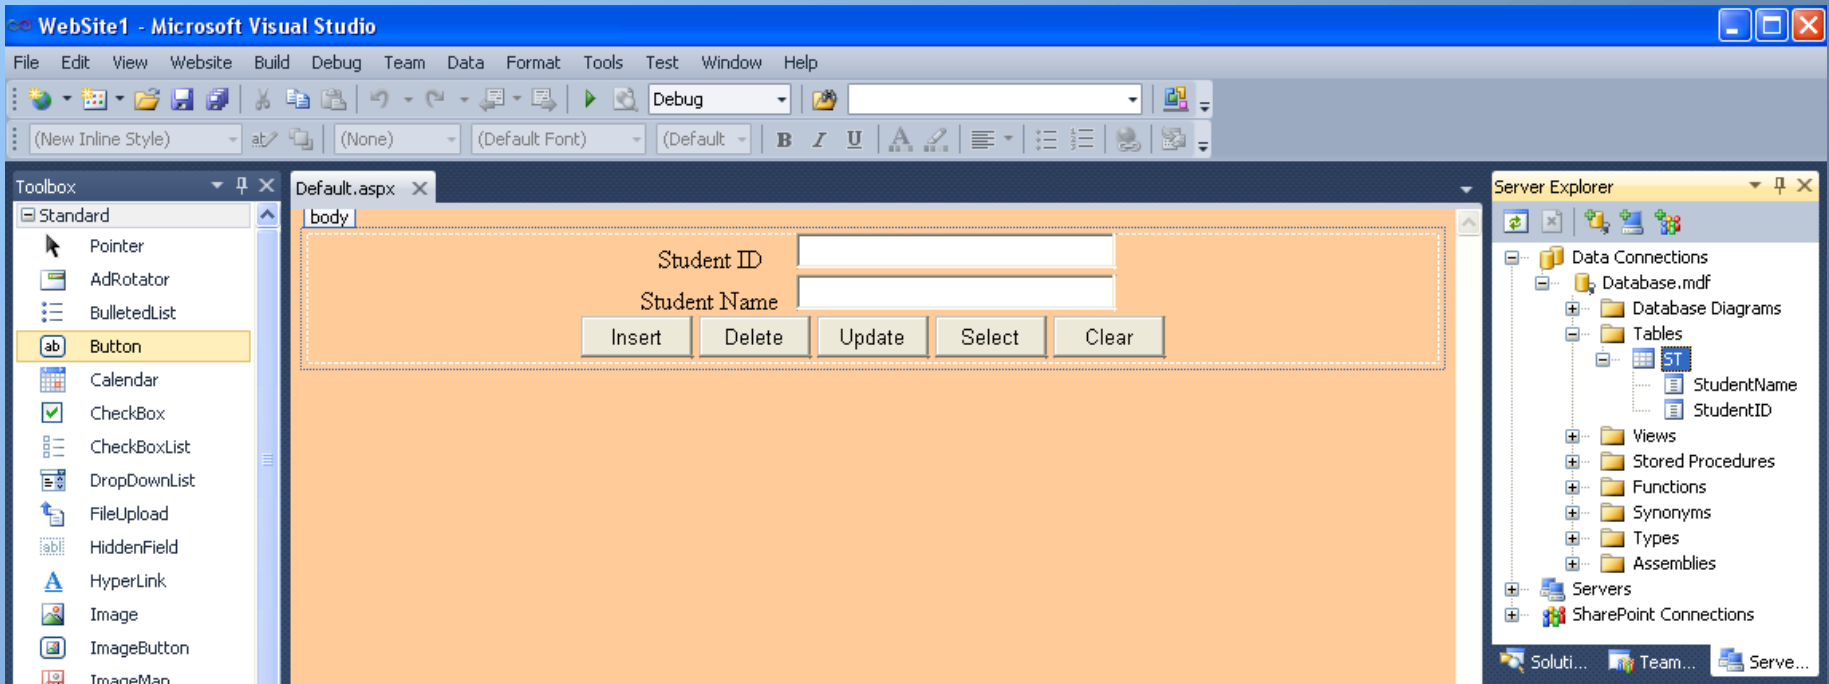 WebSite1 - Microsoft Visual Studio
File Edit View Website Build Debug Team Data Format Tools Test Window Help
Debug
(New Inline Style) (None) (Default Font) (Default B I U A
Toolbox
Standard
Pointer
AdRotator
BulletedList
ab Button
Calendar
CheckBox
CheckBoxList
DropDownList
FileUpload
abl HiddenField
A HyperLink
Image
ImageButton
ImageMap
Default.aspx
body
Student ID
Student Name
Insert Delete Update Select Clear
Server Explorer
Data Connections
Database.mdf
Database Diagrams
Tables
ST
StudentName
StudentID
Views
Stored Procedures
Functions
Synonyms
Types
Assemblies
Servers
SharePoint Connections
Soluti... Team... Serve...